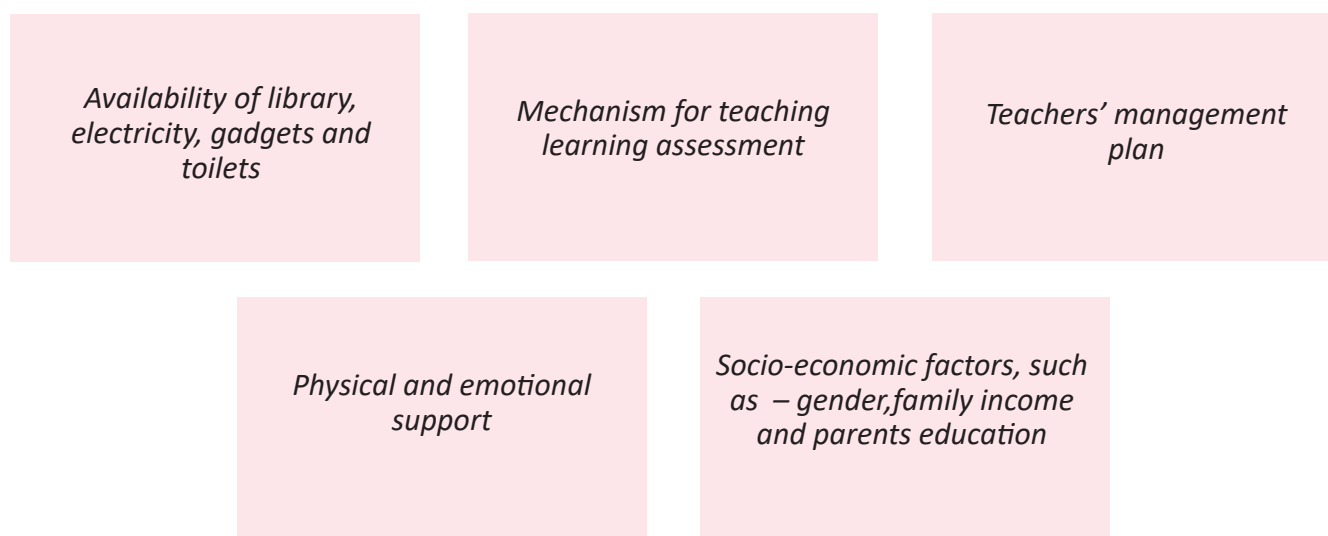 Availability of library,
electricity, gadgets and
toilets
Mechanism for teaching
learning assessment
Teachers’ management
plan
Physical and emotional
support
Socio-economic factors, such
as – gender,family income
and parents education